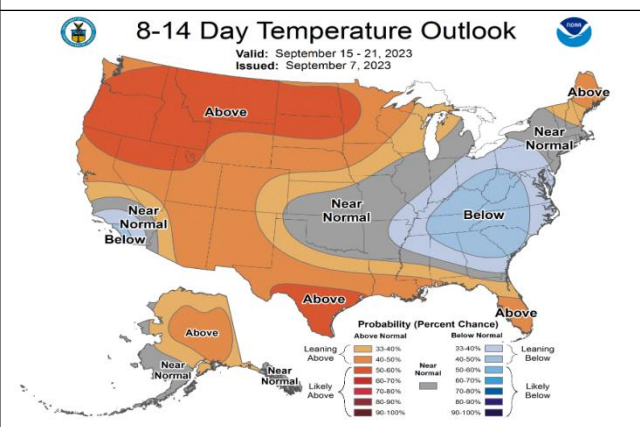 8-14 Day Temperature Outlook
Valid: September 15 - 21, 2023
Issued: September 7, 2023
noaa
Above
Above
Near
Normal
Near
Normal
Below
Near
Normal
Below
Above
Above
Above
Near
Normal
Near
Normal
Probability (Percent Chance)
Above Normal
Below Normal
Leaning
Above
33-40%
40-50%
50-60%
60-70%
70-80%
80-90%
90-100%
Likely
Above
Near
Normal
33-40%
40-50%
50-60%
60-70%
70-80%
80-90%
90-100%
Leaning
Below
Likely
Below